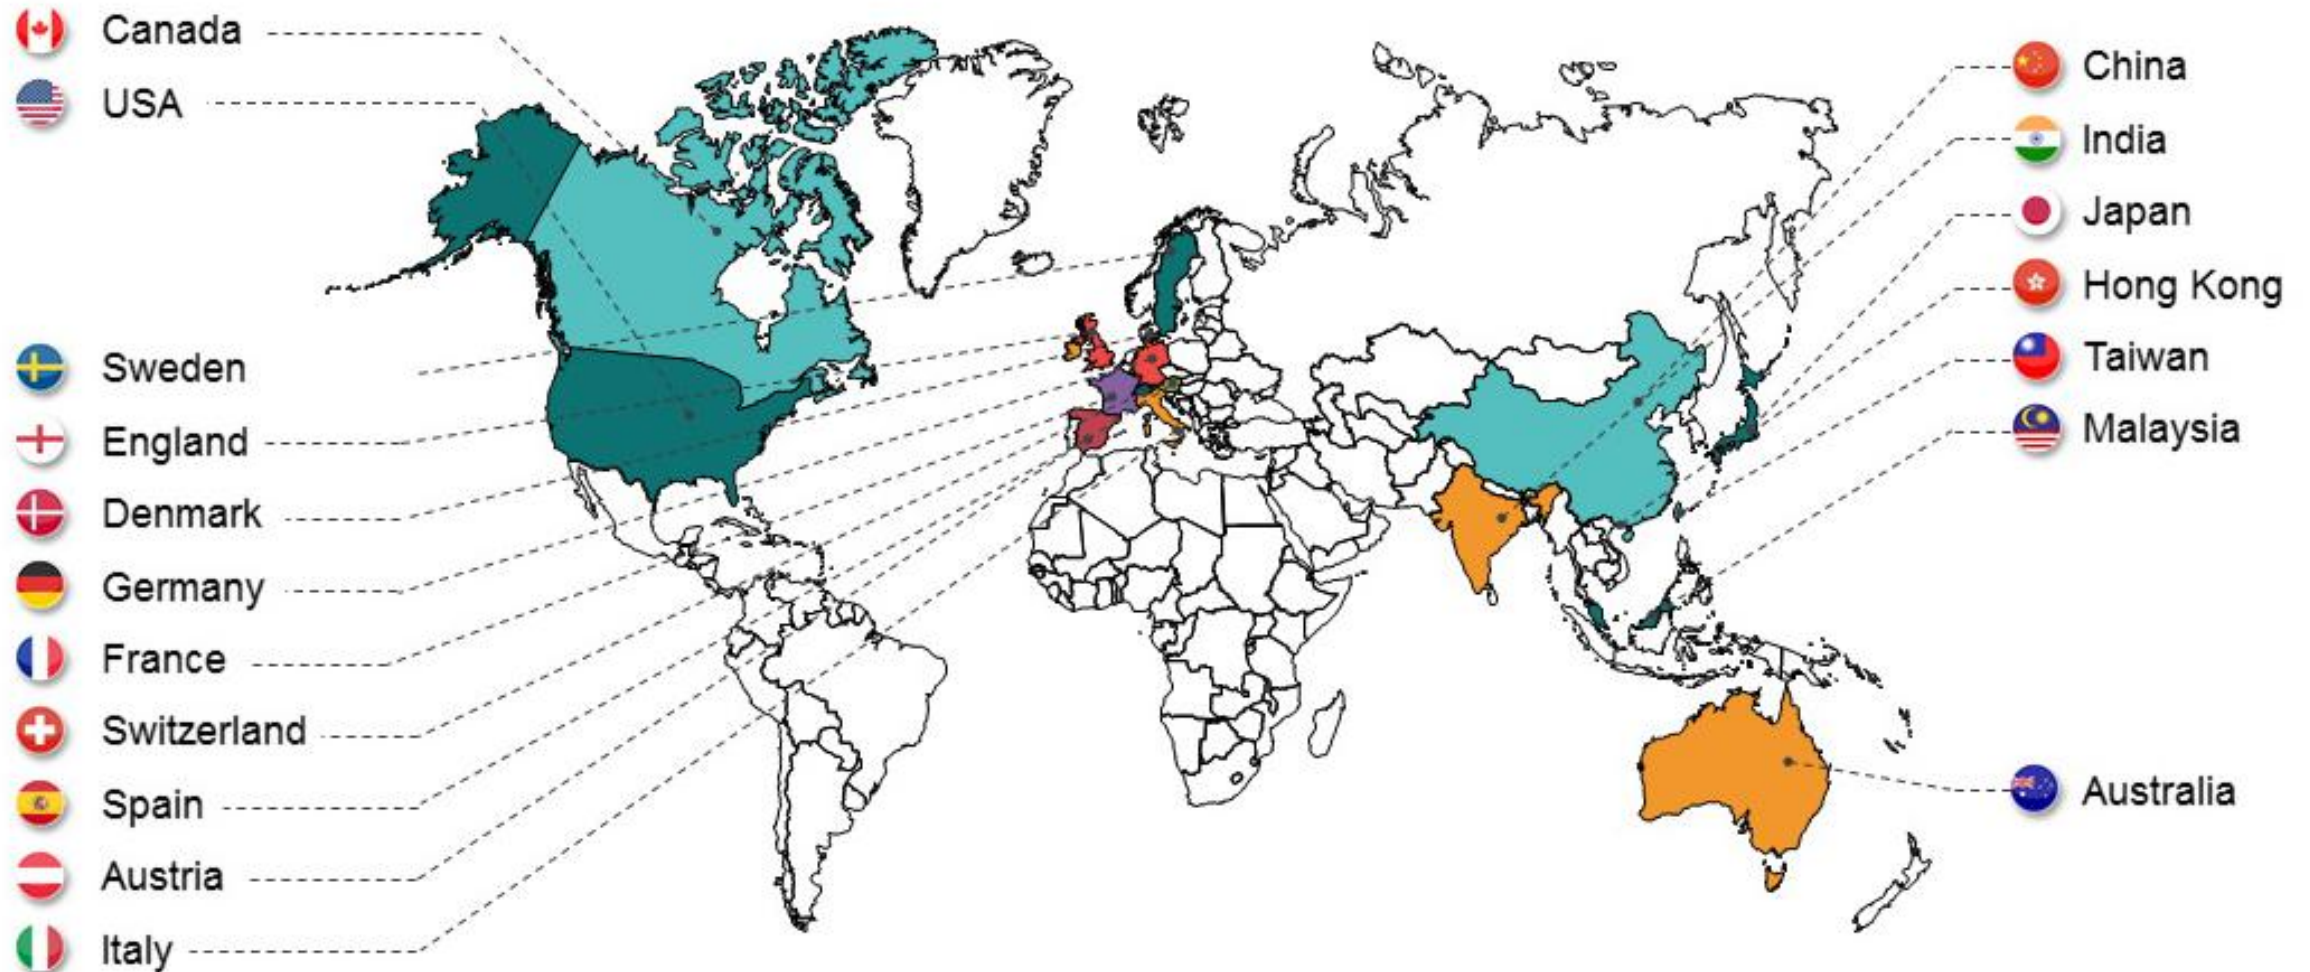 Canada
USA
Sweden
England
Denmark
Germany
France
Switzerland
Spain
Austria
Italy
China
India
Japan
Hong Kong
Taiwan
Malaysia
Australia